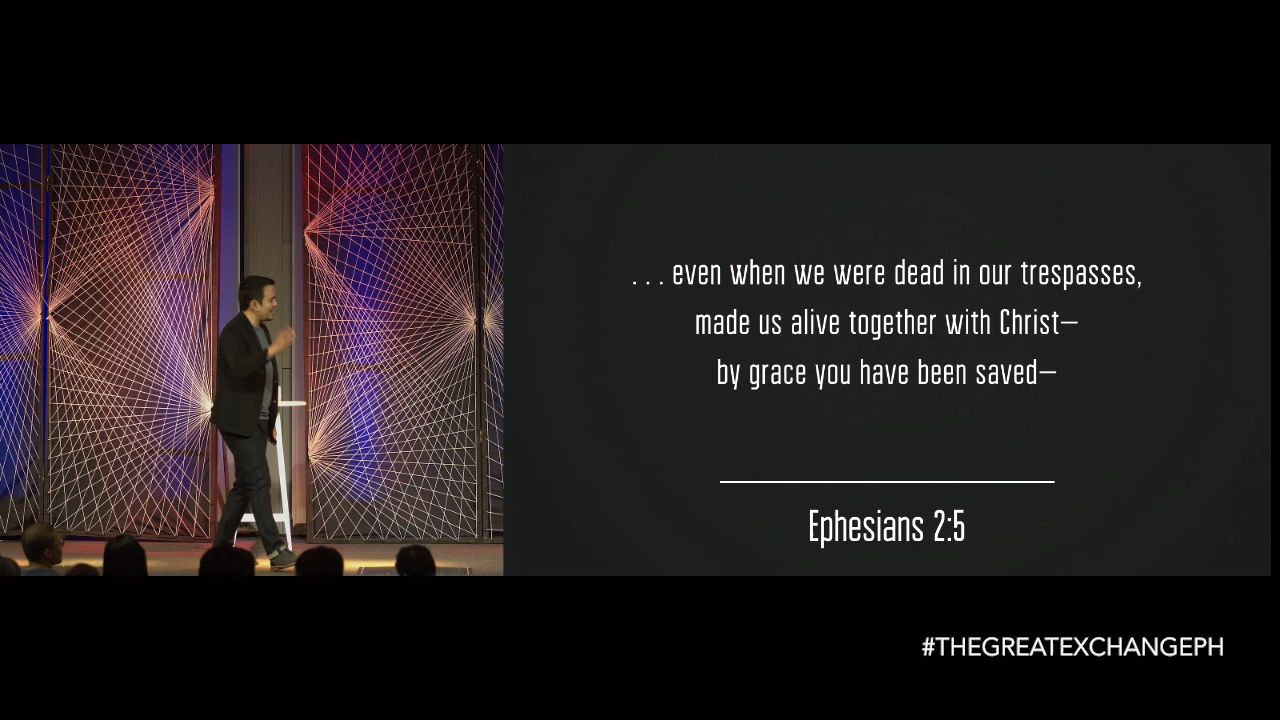 . . . even when we were dead in our trespasses,
made us alive together with Christ—
by grace you have been saved—
Ephesians 2:5
#THEGREATEXCHANGEPH